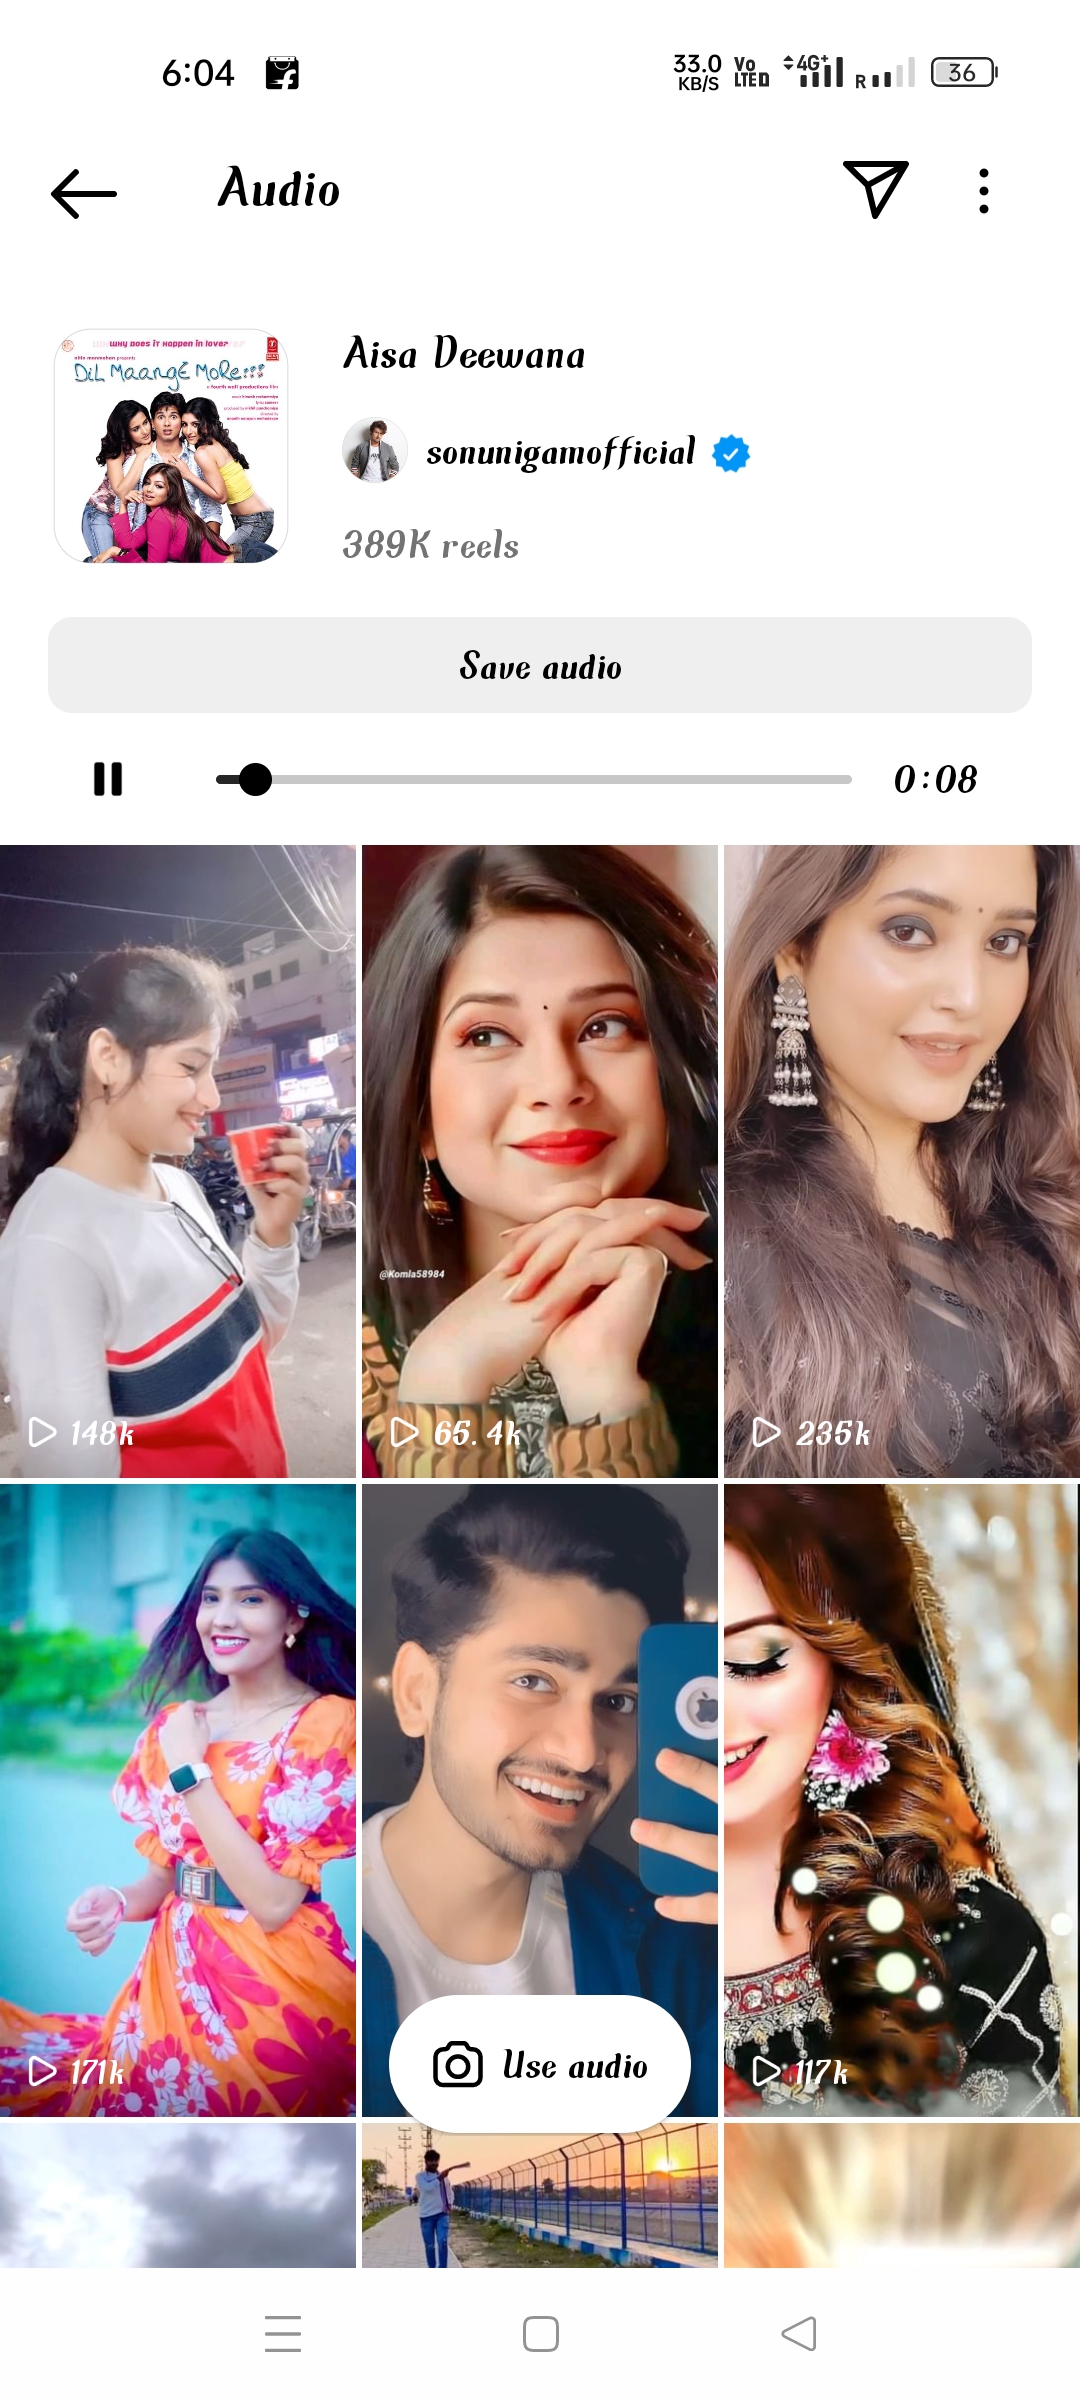 6:04
33.0 KB/S
Vo LTE
4G+
R
36
Audio
why does it happen in love?
Dil Maange More!!!
Aisa Deewana
sonunigamofficial
389K reels
Save audio
0:08
@Komla58984
148k
65.4k
235k
171k
Use audio
117k